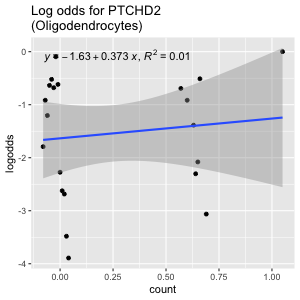 Log odds for PTCHD2
(Oligodendrocytes)
y = −1.63 + 0.373 x, R² = 0.01
0
-1
-2
-3
-4
logodds
0.00 0.25 0.50 0.75 1.00
count